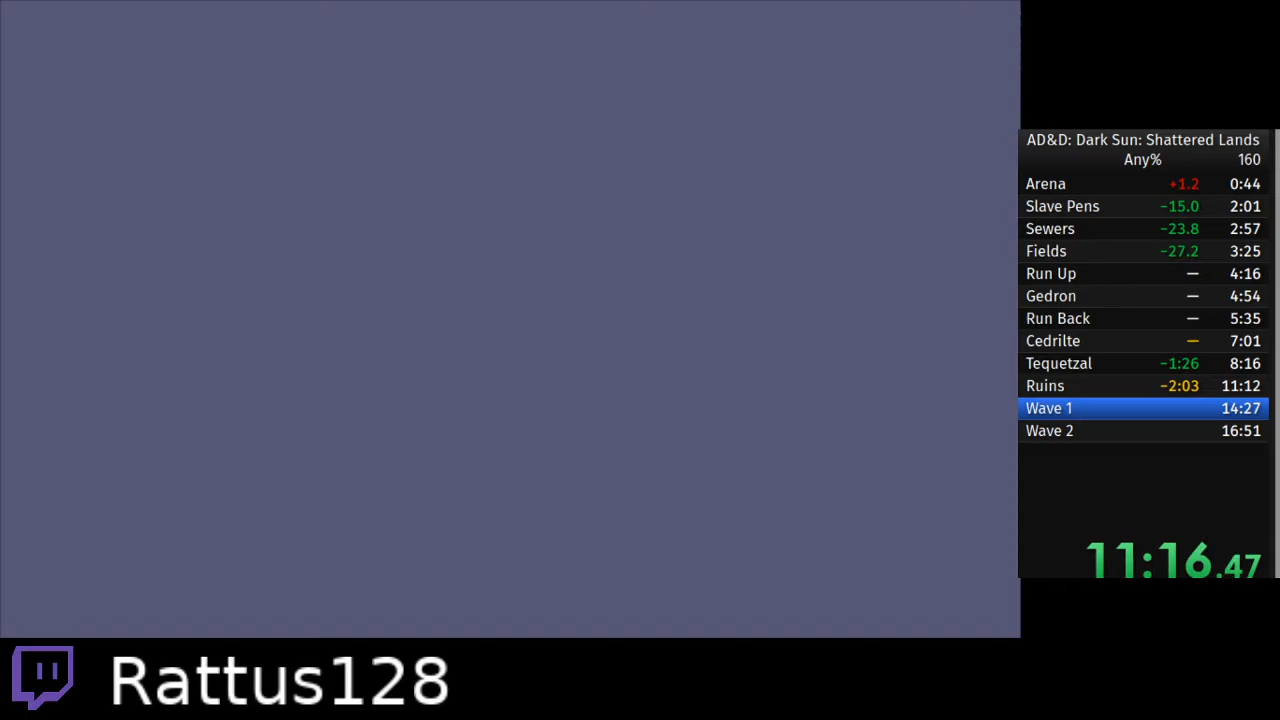 AD&D: Dark Sun: Shattered Lands
Any% 160
Arena +1.2 0:44
Slave Pens -15.0 2:01
Sewers -23.8 2:57
Fields -27.2 3:25
Run Up — 4:16
Gedron — 4:54
Run Back — 5:35
Cedrilte — 7:01
Tequetzal -1:26 8:16
Ruins -2:03 11:12
Wave 1 14:27
Wave 2 16:51
11:16.47
Rattus128